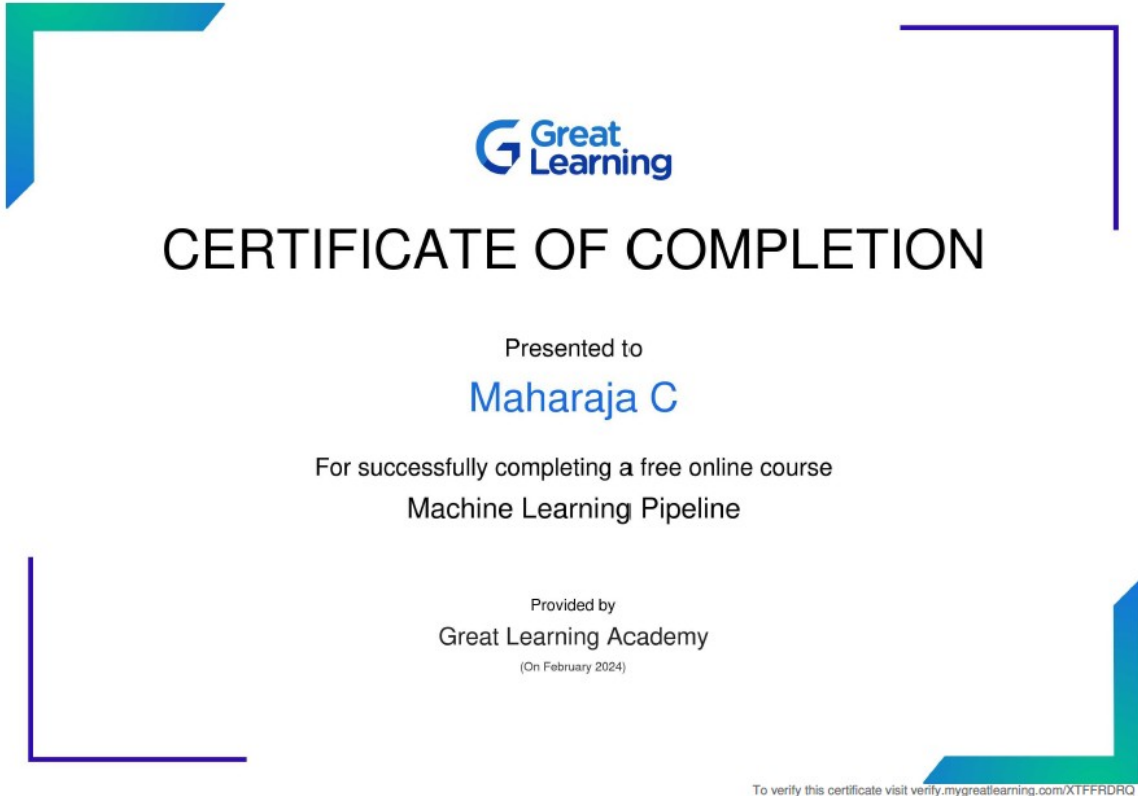 Great
Learning
CERTIFICATE OF COMPLETION
Presented to
Maharaja C
For successfully completing a free online course
Machine Learning Pipeline
Provided by
Great Learning Academy
(On February 2024)
To verify this certificate visit verify.mygreatlearning.com/XTFFRDRQ